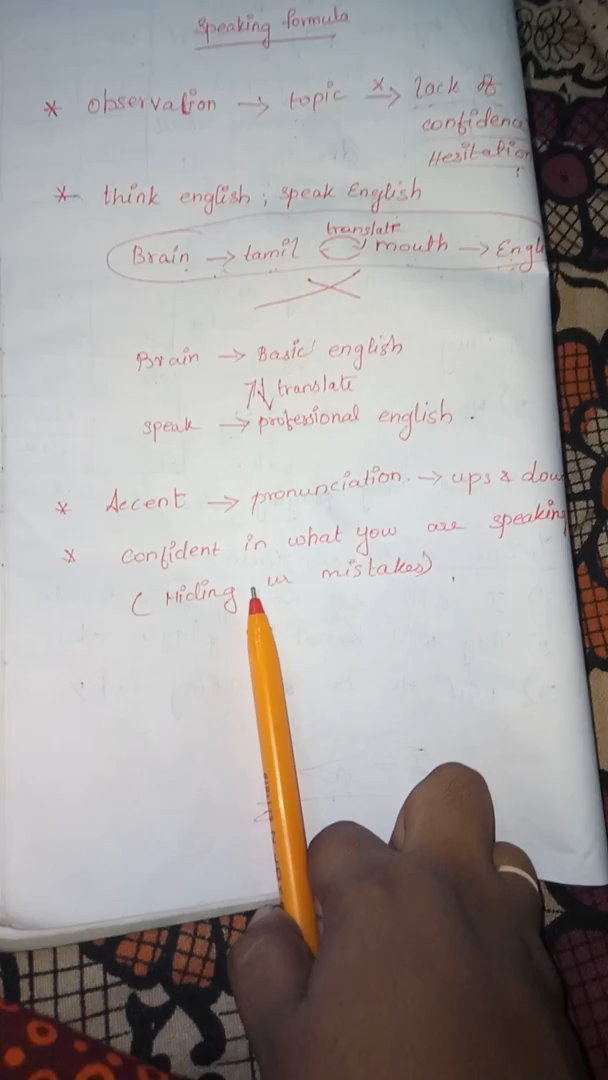 Speaking formula
* observation → topic x→ lack of
confidenc
Hesitation
* think english ; speak English
translate
Brain → tamil mouth → Engl
Brain → Basic english
translate
speak → professional english .
* Accent → pronunciation. → ups & dow
* confident in what you are speaking
( Hiding ur mistakes) .